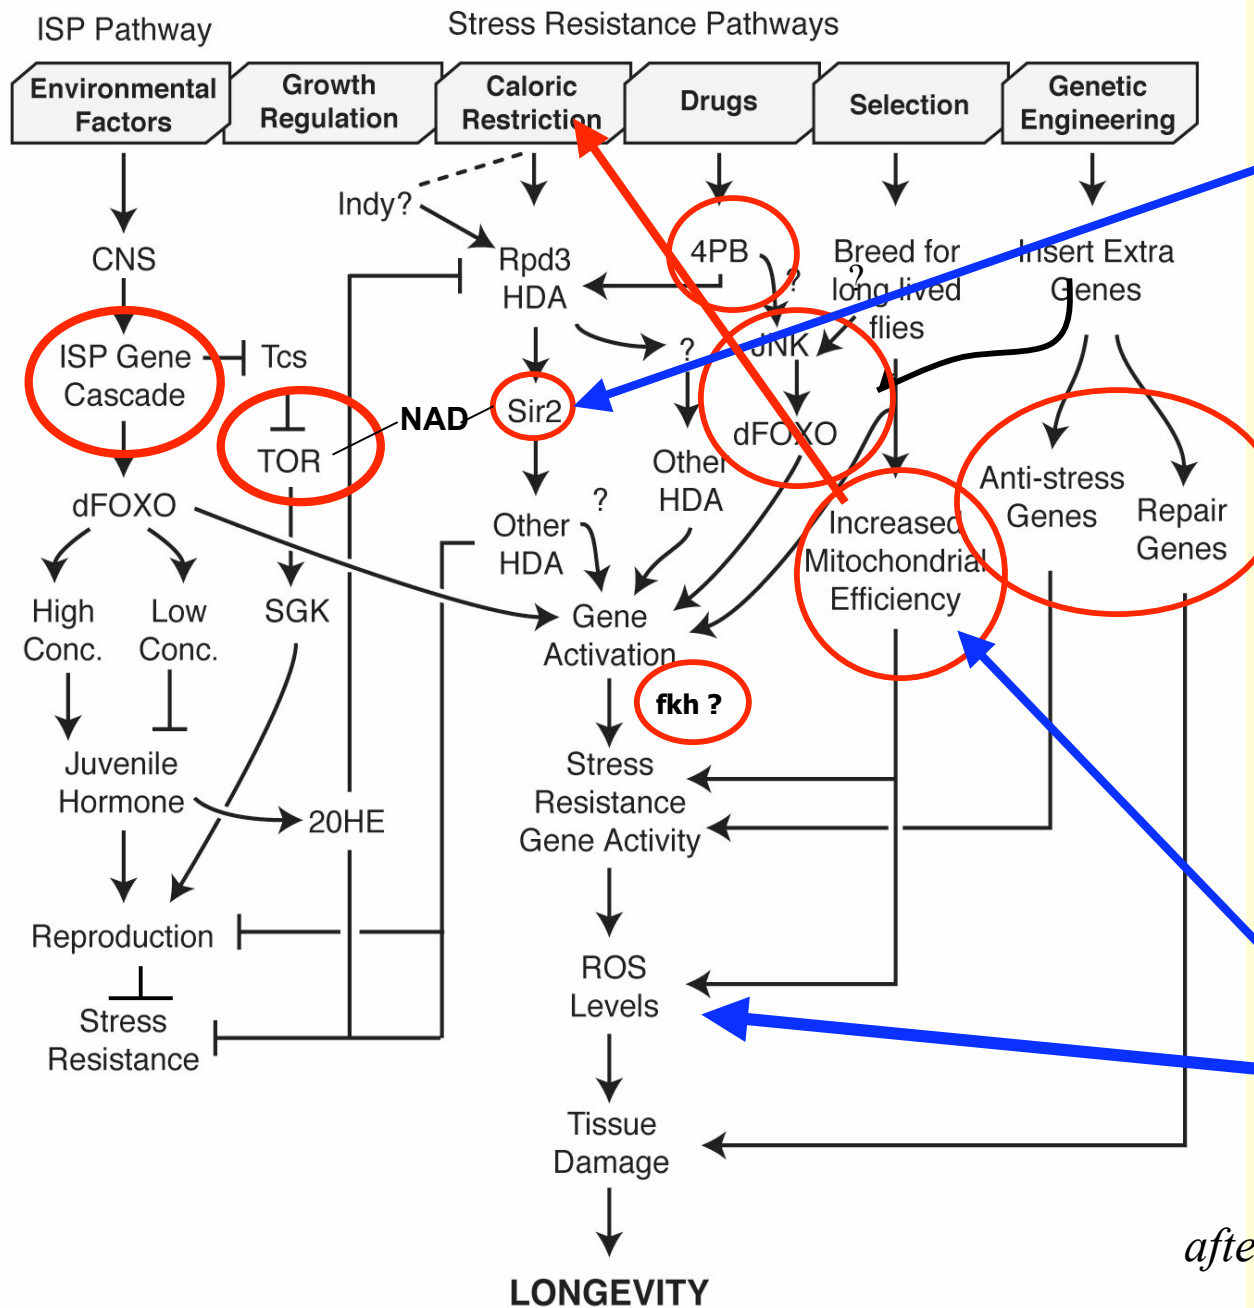 ISP Pathway
Stress Resistance Pathways
Environmental
Factors
Growth
Regulation
Caloric
Restriction
Drugs
Selection
Genetic
Engineering
Indy?
CNS
Rpd3
HDA
4PB
?
Breed for
long lived
flies
?
Insert Extra
Genes
ISP Gene
Cascade
Tcs
?
JNK
NAD
Sir2
TOR
dFOXO
Other
HDA
Anti-stress
Genes
Repair
Genes
dFOXO
?
Other
HDA
Increased
Mitochondrial
Efficiency
High
Conc.
Low
Conc.
SGK
Gene
Activation
fkh ?
Juvenile
Hormone
20HE
Stress
Resistance
Gene Activity
Reproduction
ROS
Levels
Stress
Resistance
Tissue
Damage
afte
LONGEVITY